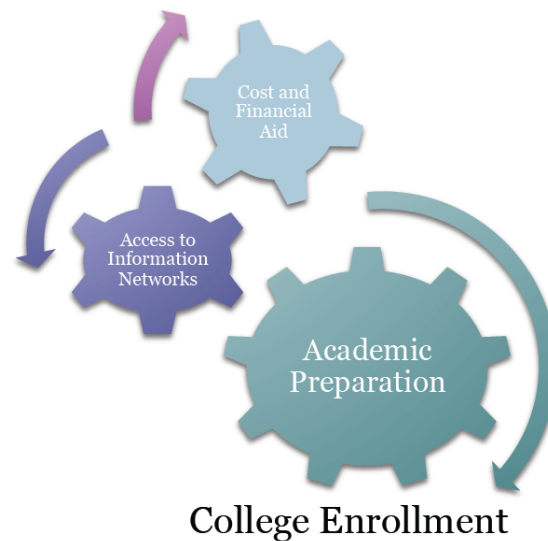 Cost and
Financial
Aid
Access to
Information
Networks
Academic
Preparation
College Enrollment